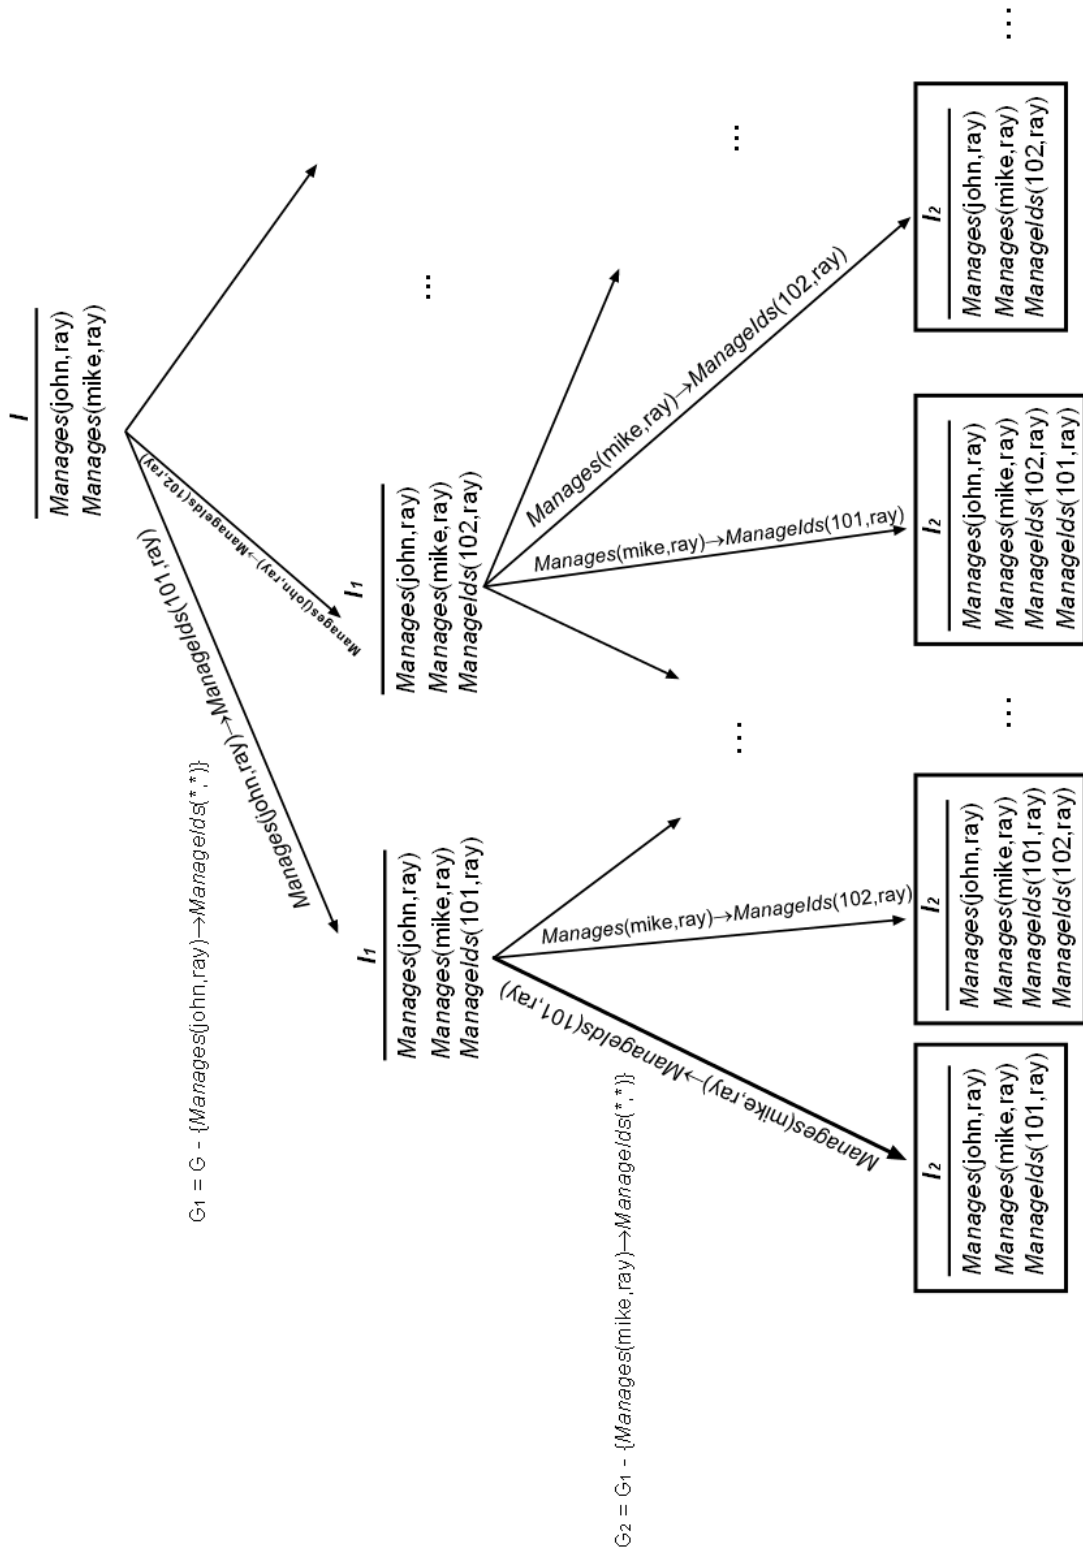 I
Manages(john,ray)
Manages(mike,ray)
Manages(john,ray)→ManageIds(101,ray)
Manages(john,ray)→ManageIds(102,ray)
G1 = G - {Manages(john,ray)→ManageIds(*,*)}
...
I1
Manages(john,ray)
Manages(mike,ray)
ManageIds(101,ray)
I1
Manages(john,ray)
Manages(mike,ray)
ManageIds(102,ray)
G2 = G1 - {Manages(mike,ray)→ManageIds(*,*)}
Manages(mike,ray)→ManageIds(101,ray)
Manages(mike,ray)→ManageIds(102,ray)
...
Manages(mike,ray)→ManageIds(101,ray)
Manages(mike,ray)→ManageIds(102,ray)
...
I2
Manages(john,ray)
Manages(mike,ray)
ManageIds(101,ray)
I2
Manages(john,ray)
Manages(mike,ray)
ManageIds(101,ray)
ManageIds(102,ray)
...
I2
Manages(john,ray)
Manages(mike,ray)
ManageIds(102,ray)
ManageIds(101,ray)
I2
Manages(john,ray)
Manages(mike,ray)
ManageIds(102,ray)
...